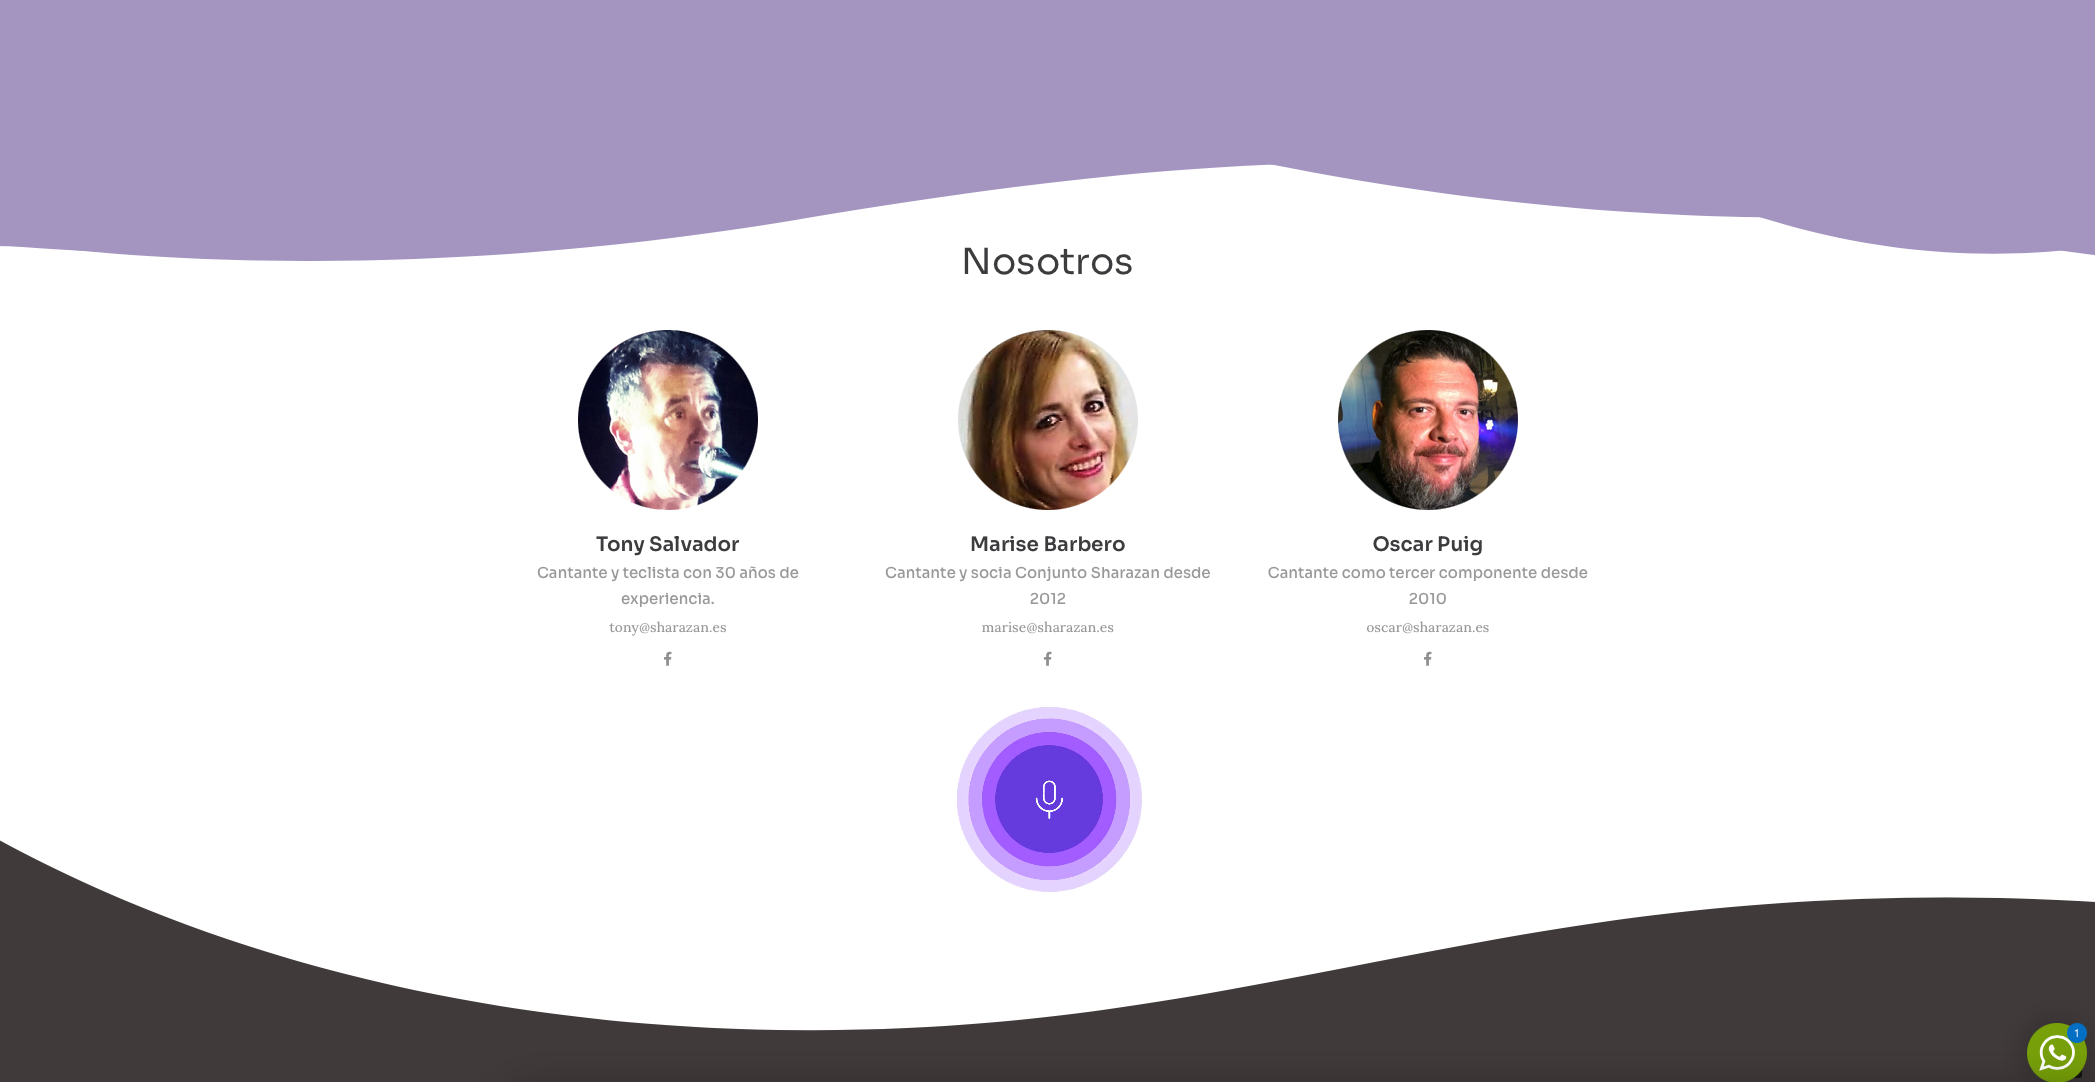 Nosotros
Tony Salvador
Cantante y teclista con 30 años de
experiencia.
tony@sharazan.es
Marise Barbero
Cantante y socia Conjunto Sharazan desde
2012
marise@sharazan.es
Oscar Puig
Cantante como tercer componente desde
2010
oscar@sharazan.es
1